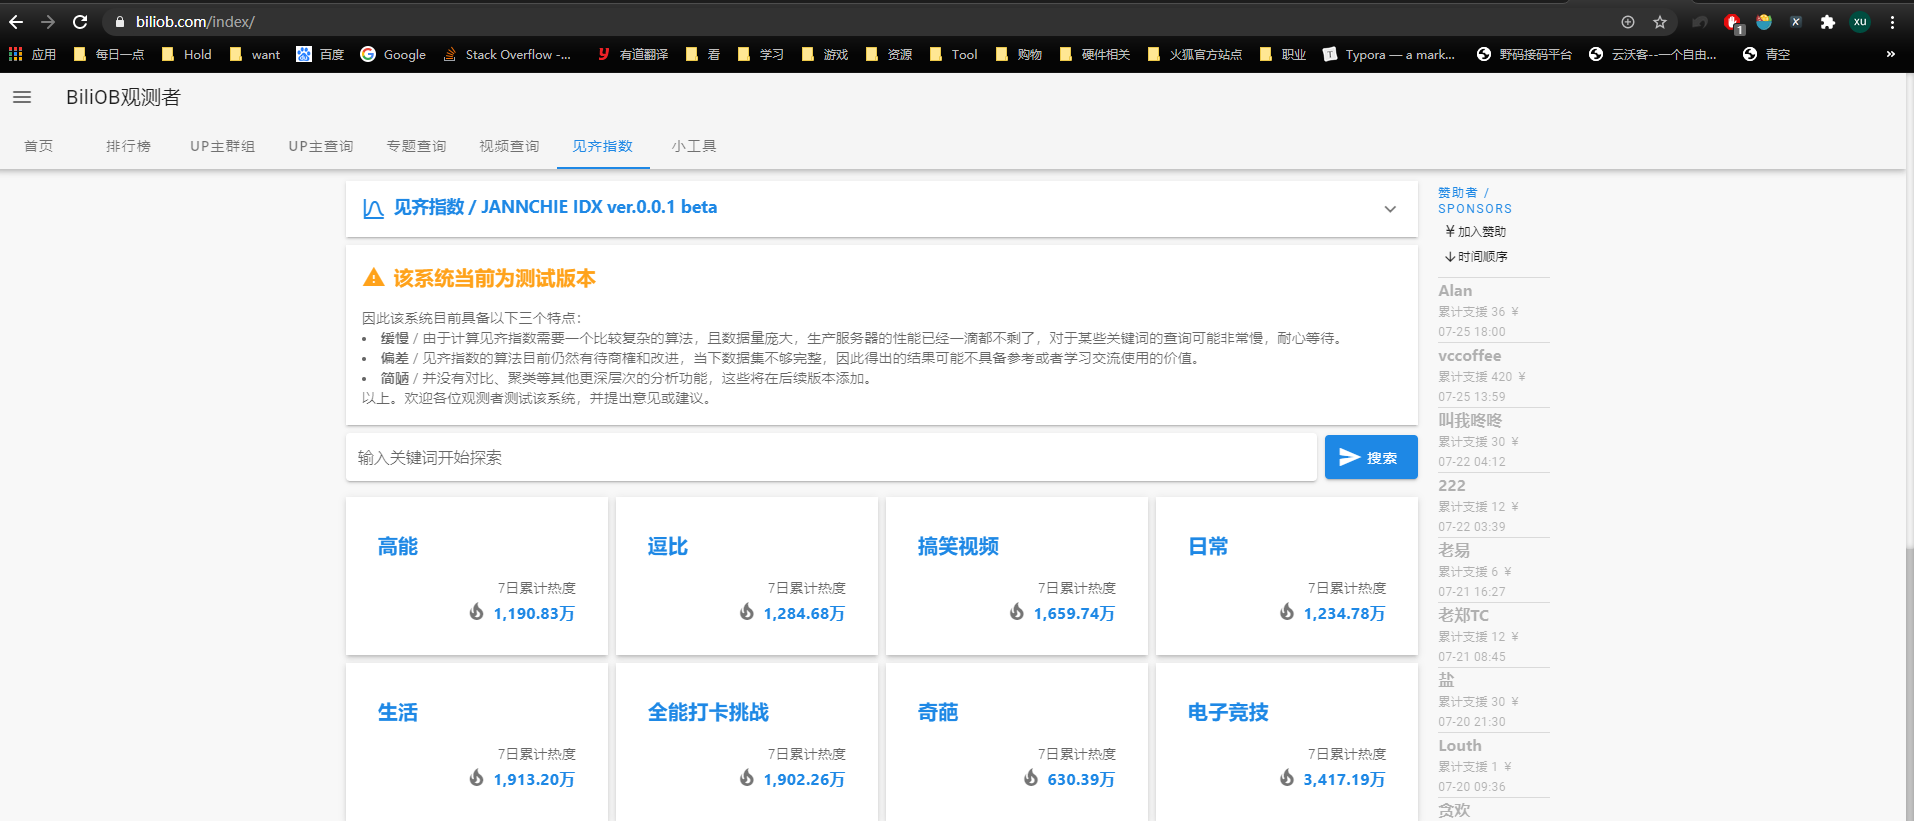 biliob.com/index/
1
xu
应用
每日一点
Hold
want
百度
Google
Stack Overflow -...
有道翻译
看
学习
游戏
资源
Tool
购物
硬件相关
火狐官方站点
职业
Typora — a mark...
野码接码平台
云沃客--一个自由...
青空
»
BiliOB观测者
首页
排行榜
UP主群组
UP主查询
专题查询
视频查询
见齐指数
小工具
见齐指数 / JANNCHIE IDX ver.0.0.1 beta
该系统当前为测试版本
因此该系统目前具备以下三个特点：
• 缓慢 / 由于计算见齐指数需要一个比较复杂的算法，且数据量庞大，生产服务器的性能已经一滴都不剩了，对于某些关键词的查询可能非常慢，耐心等待。
• 偏差 / 见齐指数的算法目前仍然有待商榷和改进，当下数据集不够完整，因此得出的结果可能不具备参考或者学习交流使用的价值。
• 简陋 / 并没有对比、聚类等其他更深层次的分析功能，这些将在后续版本添加。
以上。欢迎各位观测者测试该系统，并提出意见或建议。
输入关键词开始探索
搜索
高能
7日累计热度
1,190.83万
逗比
7日累计热度
1,284.68万
搞笑视频
7日累计热度
1,659.74万
日常
7日累计热度
1,234.78万
生活
7日累计热度
1,913.20万
全能打卡挑战
7日累计热度
1,902.26万
奇葩
7日累计热度
630.39万
电子竞技
7日累计热度
3,417.19万
赞助者 /
SPONSORS
¥ 加入赞助
时间顺序
Alan
累计支援 36 ¥
07-25 18:00
vccoffee
累计支援 420 ¥
07-25 13:59
叫我咚咚
累计支援 30 ¥
07-22 04:12
222
累计支援 12 ¥
07-22 03:39
老易
累计支援 6 ¥
07-21 16:27
老郑TC
累计支援 12 ¥
07-21 08:45
盐
累计支援 30 ¥
07-20 21:30
Louth
累计支援 1 ¥
07-20 09:36
贪欢